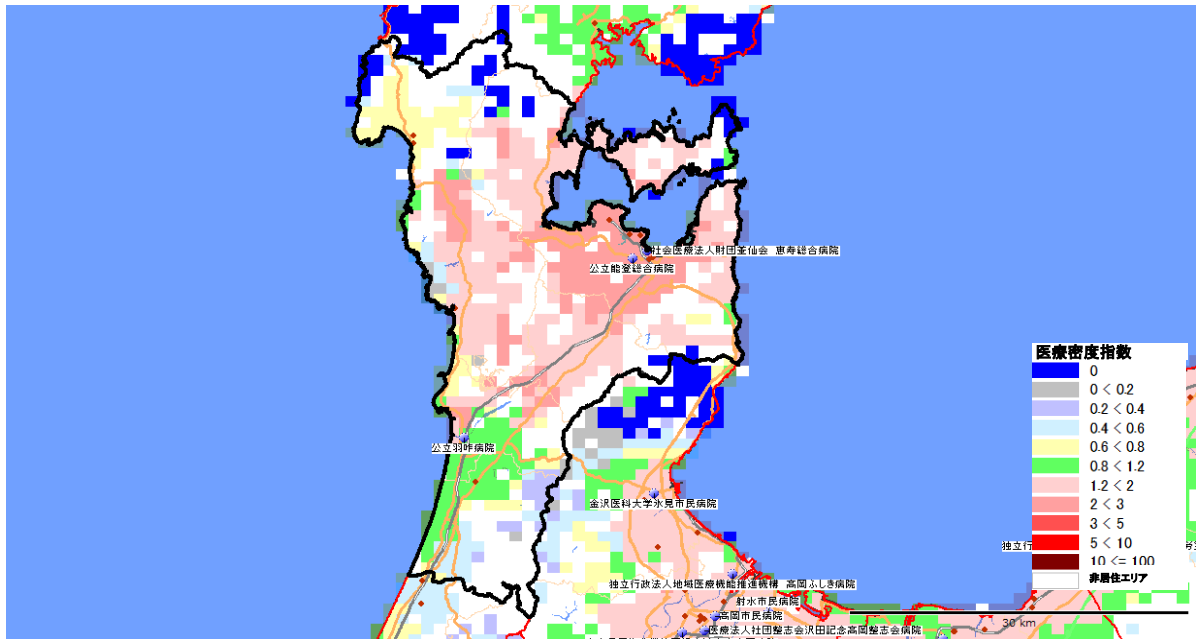 社会医療法人財団董仙会 恵寿総合病院
公立能登総合病院
医療密度指数
0
0 < 0.2
0.2 < 0.4
0.4 < 0.6
0.6 < 0.8
0.8 < 1.2
1.2 < 2
2 < 3
3 < 5
5 < 10
10 <= 100
非居住エリア
公立羽咋病院
金沢医科大学氷見市民病院
独立行
独立行政法人地域医療機能推進機構 高岡ふしき病院
射水市民病院
高岡市民病院
30 km
医療法人社団整志会沢田記念高岡整志会病院